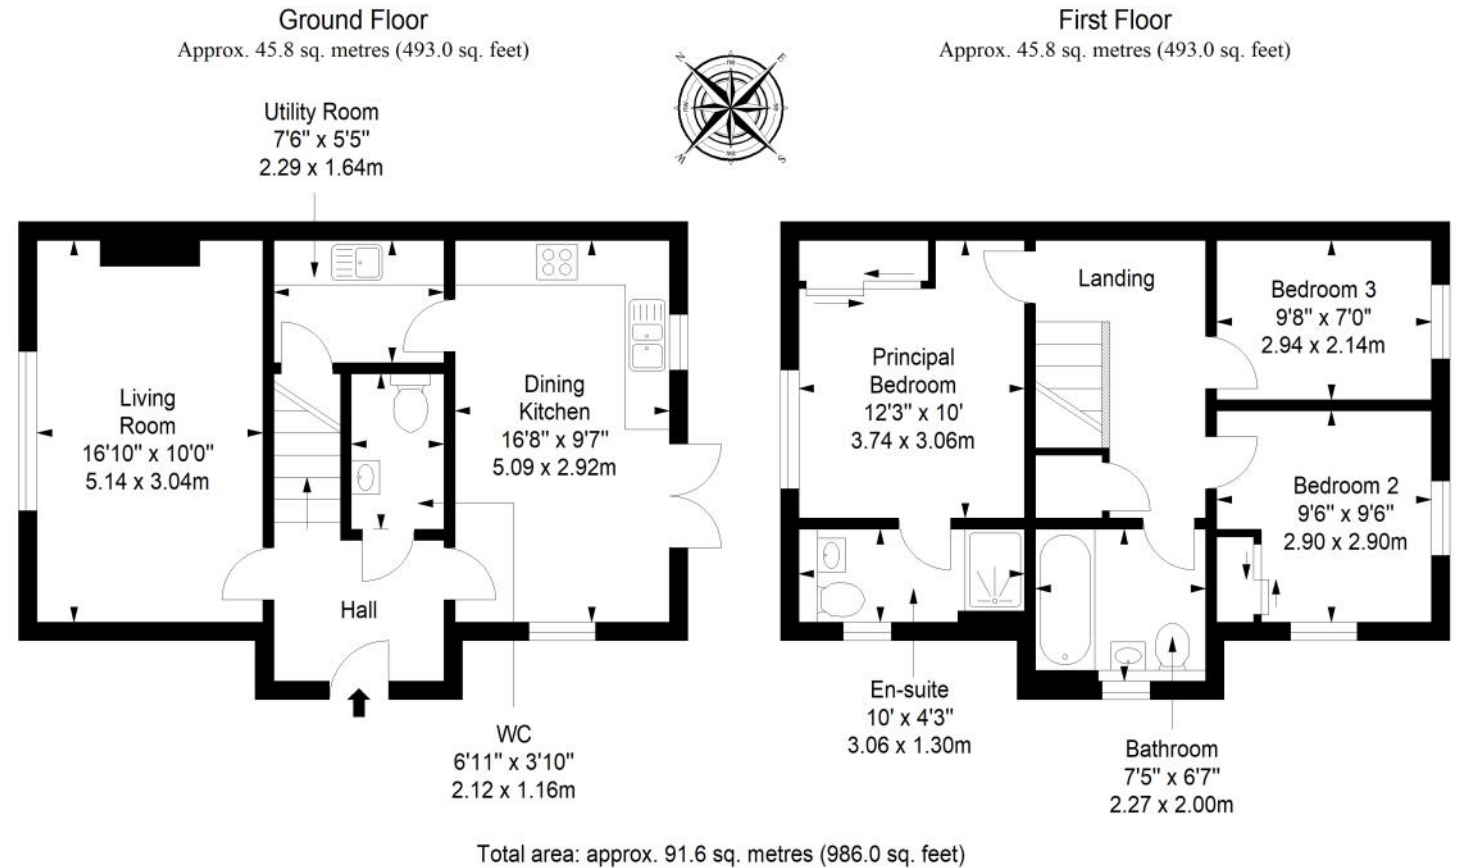 Ground Floor
Approx. 45.8 sq. metres (493.0 sq. feet)
First Floor
Approx. 45.8 sq. metres (493.0 sq. feet)
N
E
S
W
Utility Room
7'6" x 5'5"
2.29 x 1.64m
Living
Room
16'10" x 10'0"
5.14 x 3.04m
Dining
Kitchen
16'8" x 9'7"
5.09 x 2.92m
Hall
WC
6'11" x 3'10"
2.12 x 1.16m
Landing
Principal
Bedroom
12'3" x 10'
3.74 x 3.06m
Bedroom 3
9'8" x 7'0"
2.94 x 2.14m
Bedroom 2
9'6" x 9'6"
2.90 x 2.90m
En-suite
10' x 4'3"
3.06 x 1.30m
Bathroom
7'5" x 6'7"
2.27 x 2.00m
Total area: approx. 91.6 sq. metres (986.0 sq. feet)